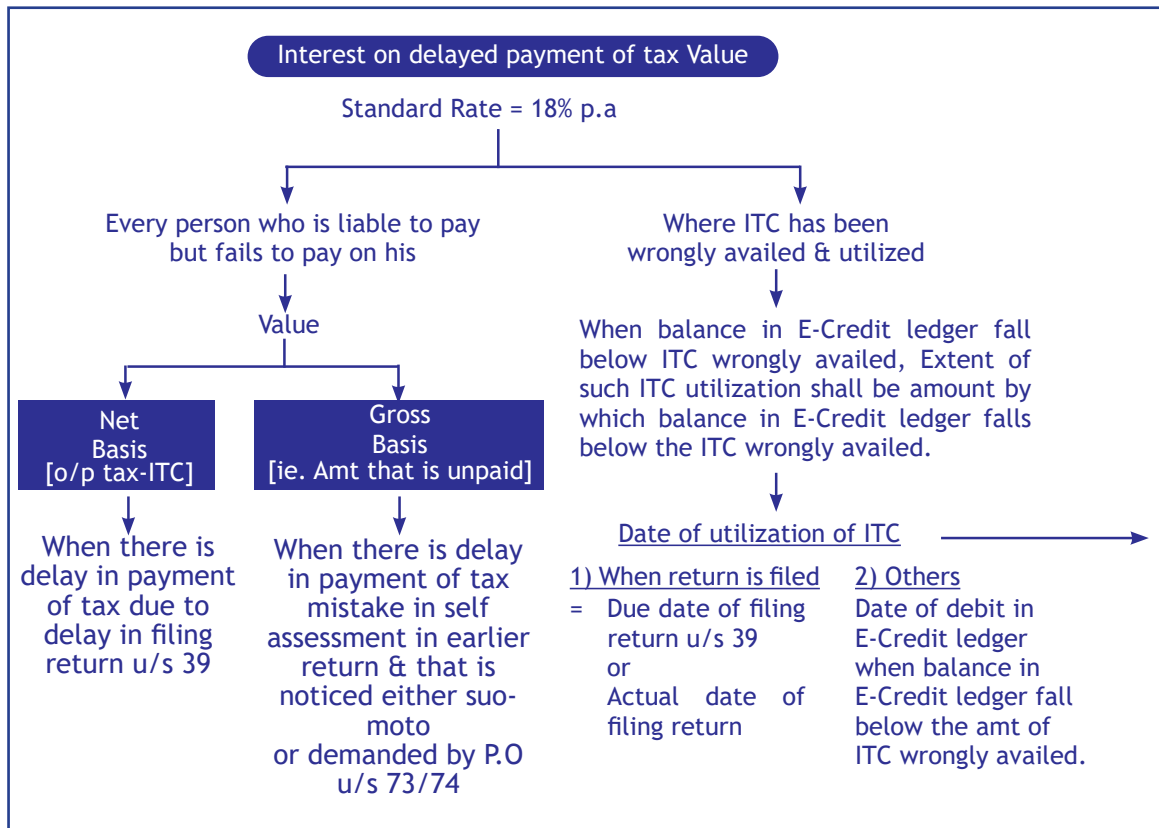 Interest on delayed payment of tax Value
Standard Rate = 18% p.a
Every person who is liable to pay
but fails to pay on his
Value
Net
Basis
[o/p tax-ITC]
When there is
delay in payment
of tax due to
delay in filing
return u/s 39
Gross
Basis
[ie. Amt that is unpaid]
When there is delay
in payment of tax
mistake in self
assessment in earlier
return & that is
noticed either suo-
moto
or demanded by P.O
u/s 73/74
Where ITC has been
wrongly availed & utilized
When balance in E-Credit ledger fall
below ITC wrongly availed, Extent of
such ITC utilization shall be amount by
which balance in E-Credit ledger falls
below the ITC wrongly availed.
Date of utilization of ITC
1) When return is filed
= Due date of filing
return u/s 39
or
Actual date of
filing return
2) Others
Date of debit in
E-Credit ledger
when balance in
E-Credit ledger fall
below the amt of
ITC wrongly availed.